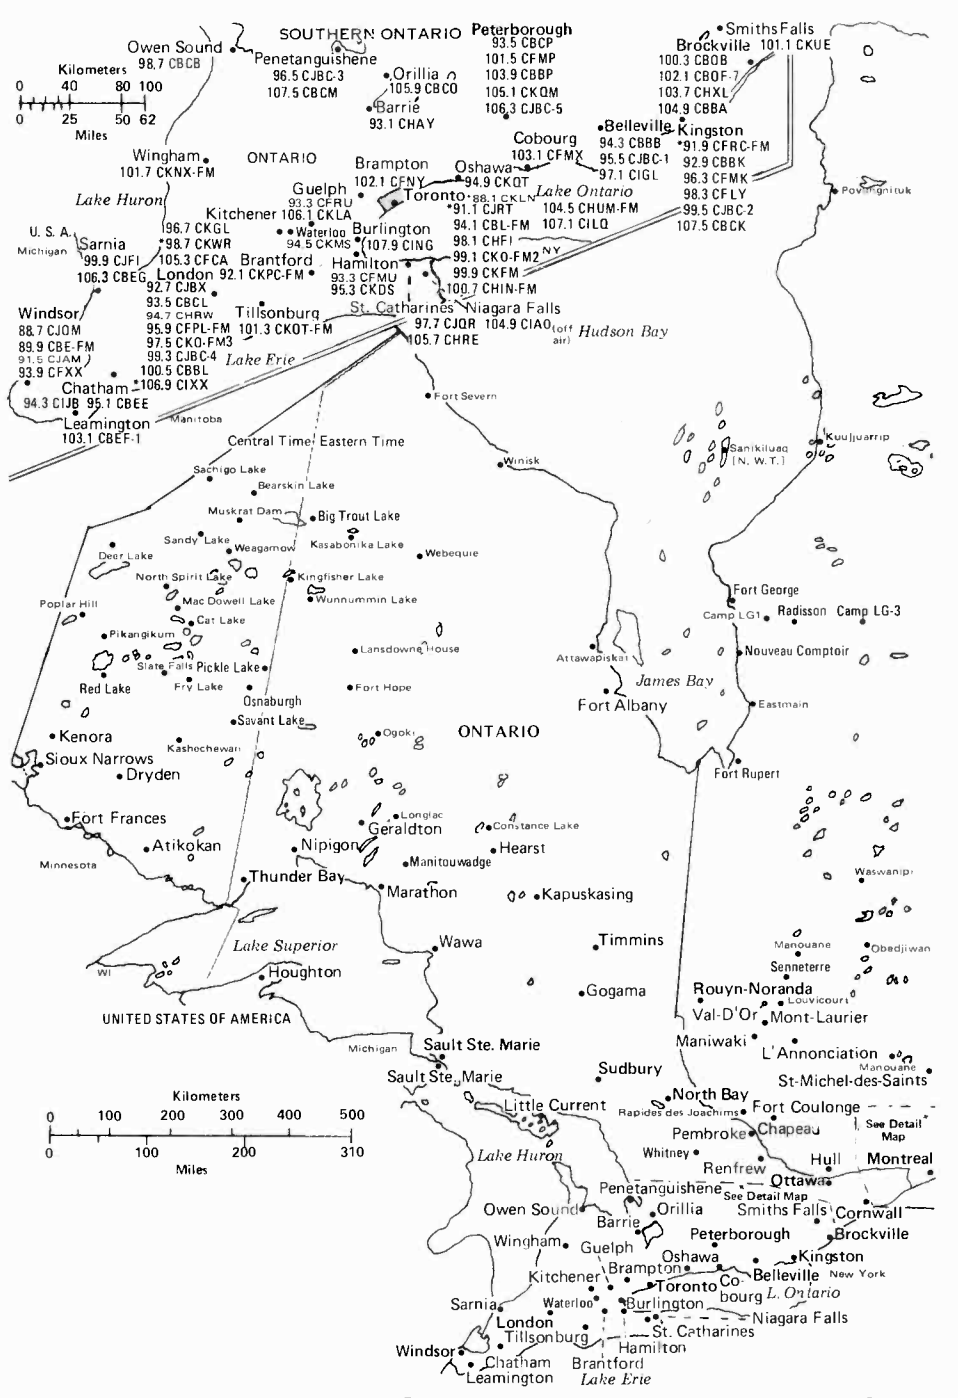 SOUTHERN ONTARIO
Owen Sound
98.7 CBCB
Penetanguishene
96.5 CJBC-3
107.5 CBCM
Orillia
105.9 CBCO
Barrie
93.1 CHAY
Peterborough
93.5 CBCP
101.5 CFMP
103.9 CBBP
105.1 CKQM
106.3 CJBC-5
Smiths Falls
101.1 CKUE
Brockville
100.3 CBOB
102.1 CBOF-7
103.7 CHXL
104.9 CBBA
Kilometers
0 40 80 100
0 25 50 62
Miles
Belleville
94.3 CBBB
95.5 CJBC-1
97.1 CIGL
Kingston
*91.9 CFRC-FM
92.9 CBBK
96.3 CFMK
98.3 CFLY
99.5 CJBC-2
107.5 CBCK
Cobourg
103.1 CFMX
Wingham
101.7 CKNX-FM
ONTARIO
Brampton
102.1 CFNY
Oshawa
94.9 CKQT
Lake Huron
Guelph
93.3 CFRU
Kitchener 106.1 CKLA
96.7 CKGL
*98.7 CKWR
105.3 CFCA
Waterloo
94.5 CKMS
Toronto
*88.1 CKLN
*91.1 CJRT
94.1 CBL-FM
98.1 CHFI
99.1 CKO-FM2
99.9 CKFM
100.7 CHIN-FM
104.5 CHUM-FM
107.1 CILQ
Lake Ontario
NY
Burlington
107.9 CING
Hamilton
93.3 CFMU
95.3 CKDS
U. S. A.
Michigan
Sarnia
99.9 CJFI
106.3 CBEG
Brantford
92.1 CKPC-FM
London
92.7 CJBX
93.5 CBCL
94.7 CHRW
95.9 CFPL-FM
97.5 CKO-FM3
99.3 CJBC-4
100.5 CBBL
*106.9 CIXX
Tillsonburg
101.3 CKOT-FM
St. Catharines
97.7 CJQR
105.7 CHRE
Niagara Falls
104.9 CIAO (off air)
Windsor
88.7 CJOM
89.9 CBE-FM
91.5 CJAM
93.9 CFXX
Lake Erie
Chatham
94.3 CIJB 95.1 CBEE
Leamington
103.1 CBEF-1
Hudson Bay
Povungnituk
Manitoba
Fort Severn
Central Time Eastern Time
Sachigo Lake
Winisk
Sanikiluaq
[N. W. T.]
Kuujjuarrip
Bearskin Lake
Muskrat Dam
Big Trout Lake
Sandy Lake
Weagamow
Kasabonika Lake
Deer Lake
Webequie
North Spirit Lake
Kingfisher Lake
Mac Dowell Lake
Wunnummin Lake
Fort George
Poplar Hill
Cat Lake
Camp LG1
Radisson
Camp LG-3
Pikangikum
Lansdowne House
Attawapiskat
Nouveau Comptoir
Slate Falls
Pickle Lake
James Bay
Red Lake
Fry Lake
Fort Hope
Osnaburgh
Fort Albany
Eastmain
Savant Lake
Kenora
Ogoki
ONTARIO
Kashechewan
Sioux Narrows
Dryden
Fort Rupert
Fort Frances
Longlac
Geraldton
Constance Lake
Atikokan
Nipigon
Hearst
Minnesota
Manitouwadge
Thunder Bay
Marathon
Kapuskasing
Waswanipi
Lake Superior
Wawa
Timmins
Manouane
Obedjiwan
WI
Senneterre
Houghton
Gogama
Rouyn-Noranda
Louvicourt
UNITED STATES OF AMERICA
Val-D'Or
Mont-Laurier
Maniwaki
Michigan
Sault Ste. Marie
L'Annonciation
Manouane
Sault Ste. Marie
Sudbury
St-Michel-des-Saints
Kilometers
0 100 200 300 400 500
0 100 200 310
Miles
North Bay
Little Current
Rapides des Joachims
Fort Coulonge
See Detail Map
Pembroke
Chapeau
Lake Huron
Whitney
Renfrew
Hull
Montreal
Penetanguishene
Ottawa
See Detail Map
Owen Sound
Orillia
Smiths Falls
Cornwall
Barrie
Wingham
Guelph
Peterborough
Brockville
Oshawa
Kingston
Kitchener
Brampton
Belleville
New York
Toronto
Cobourg
L. Ontario
Sarnia
Waterloo
Burlington
Niagara Falls
London
Tillsonburg
St. Catharines
Windsor
Hamilton
Chatham
Brantford
Leamington
Lake Erie